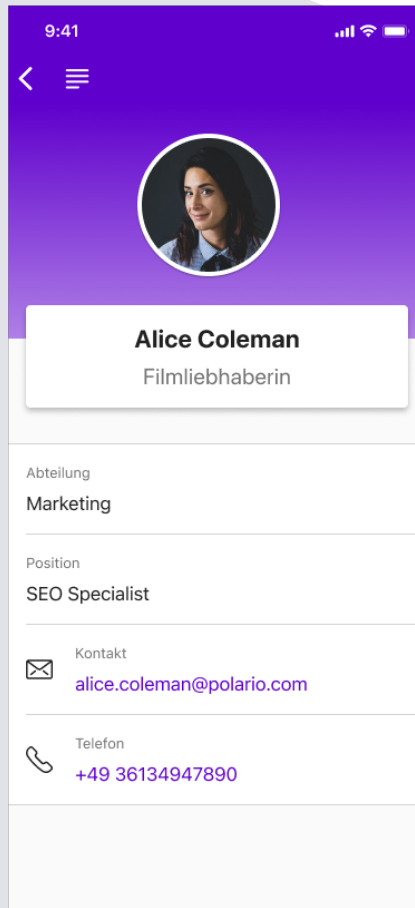 9:41
Alice Coleman
Filmliebhaberin
Abteilung
Marketing
Position
SEO Specialist
Kontakt
alice.coleman@polario.com
Telefon
+49 36134947890